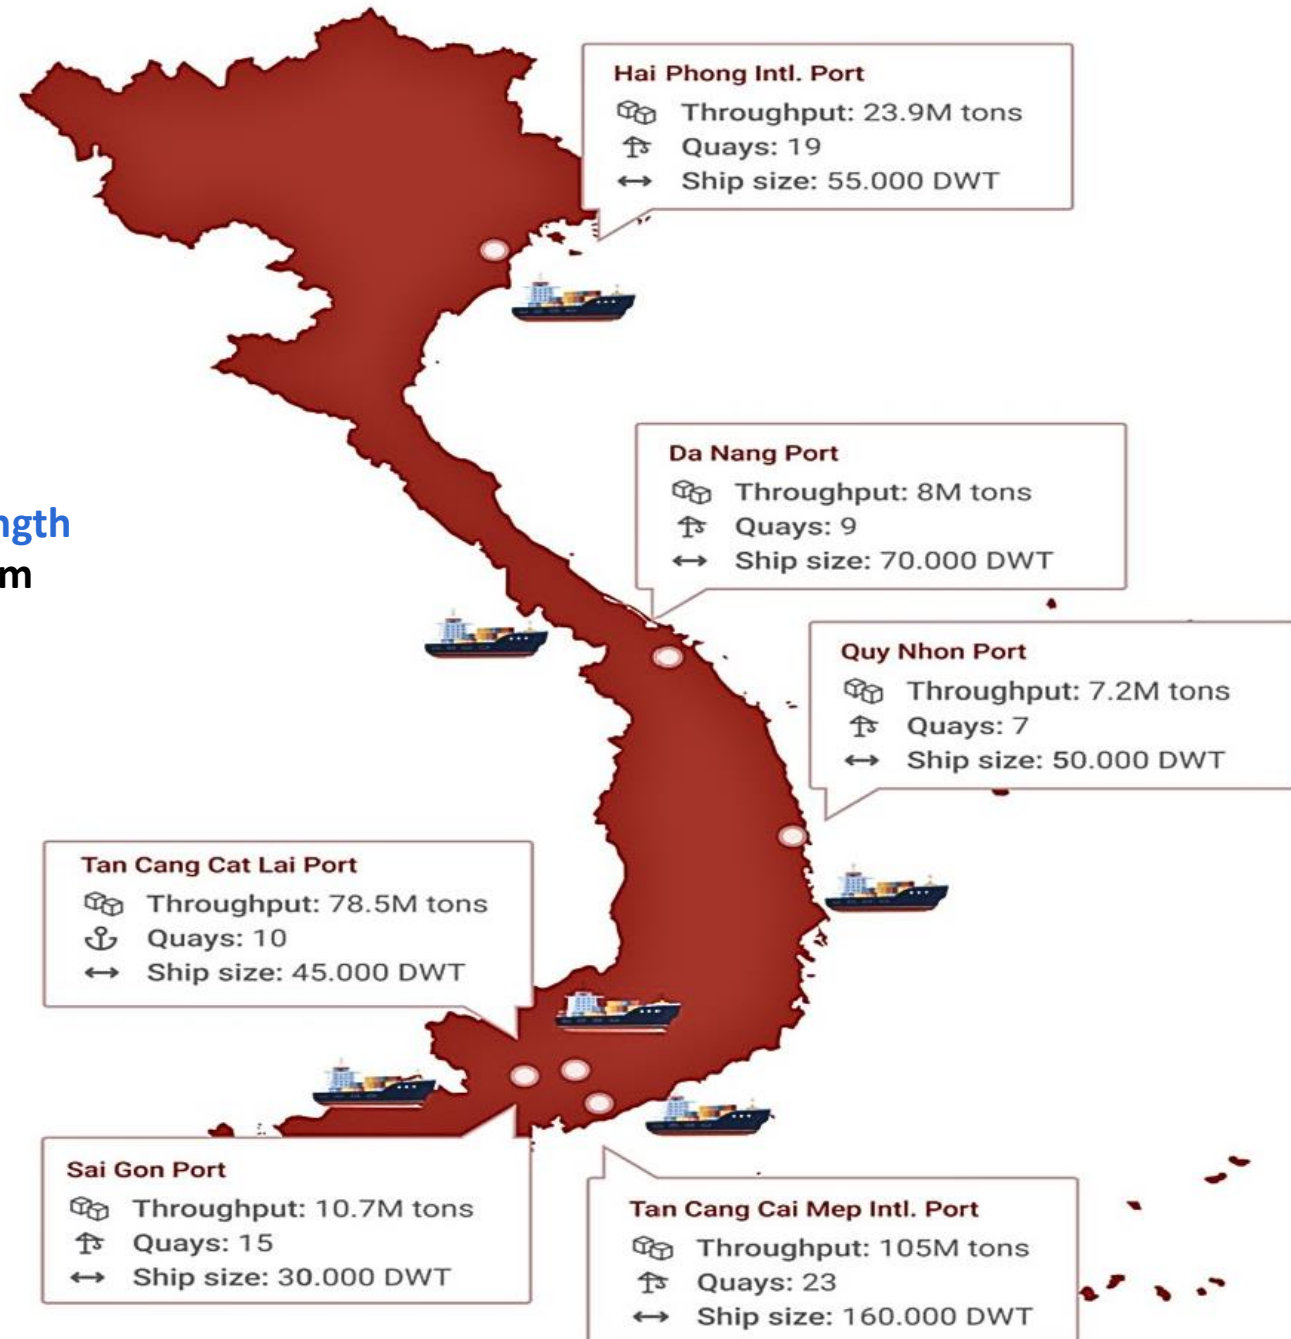 Hai Phong Intl. Port
Throughput: 23.9M tons
Quays: 19
Ship size: 55.000 DWT
Da Nang Port
Throughput: 8M tons
Quays: 9
Ship size: 70.000 DWT
ngth
m
Quy Nhon Port
Throughput: 7.2M tons
Quays: 7
Ship size: 50.000 DWT
Tan Cang Cat Lai Port
Throughput: 78.5M tons
Quays: 10
Ship size: 45.000 DWT
Sai Gon Port
Throughput: 10.7M tons
Quays: 15
Ship size: 30.000 DWT
Tan Cang Cai Mep Intl. Port
Throughput: 105M tons
Quays: 23
Ship size: 160.000 DWT